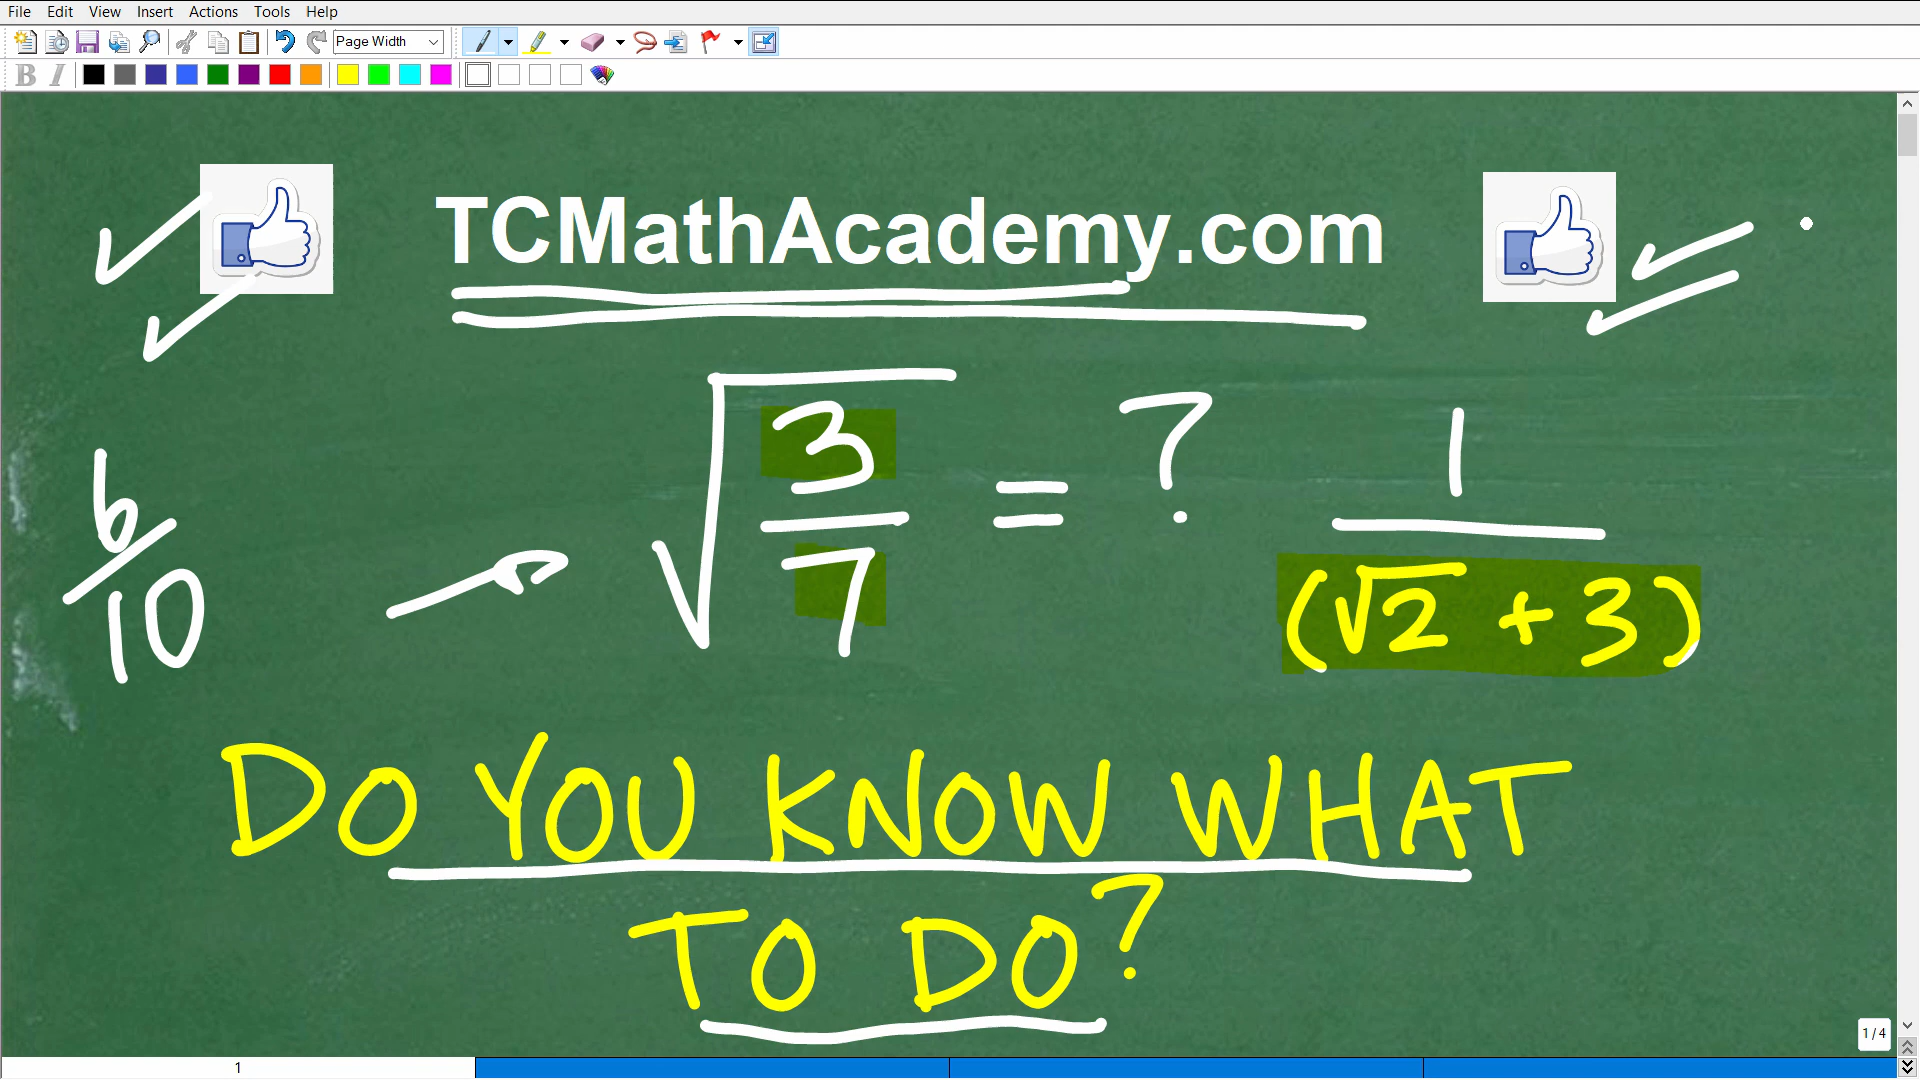 File Edit View Insert Actions Tools Help
Page Width
B I
TCMathAcademy.com
√(3/7) = ?
1/(√2 + 3)
6/10
DO YOU KNOW WHAT
TO DO?
1 / 4
1